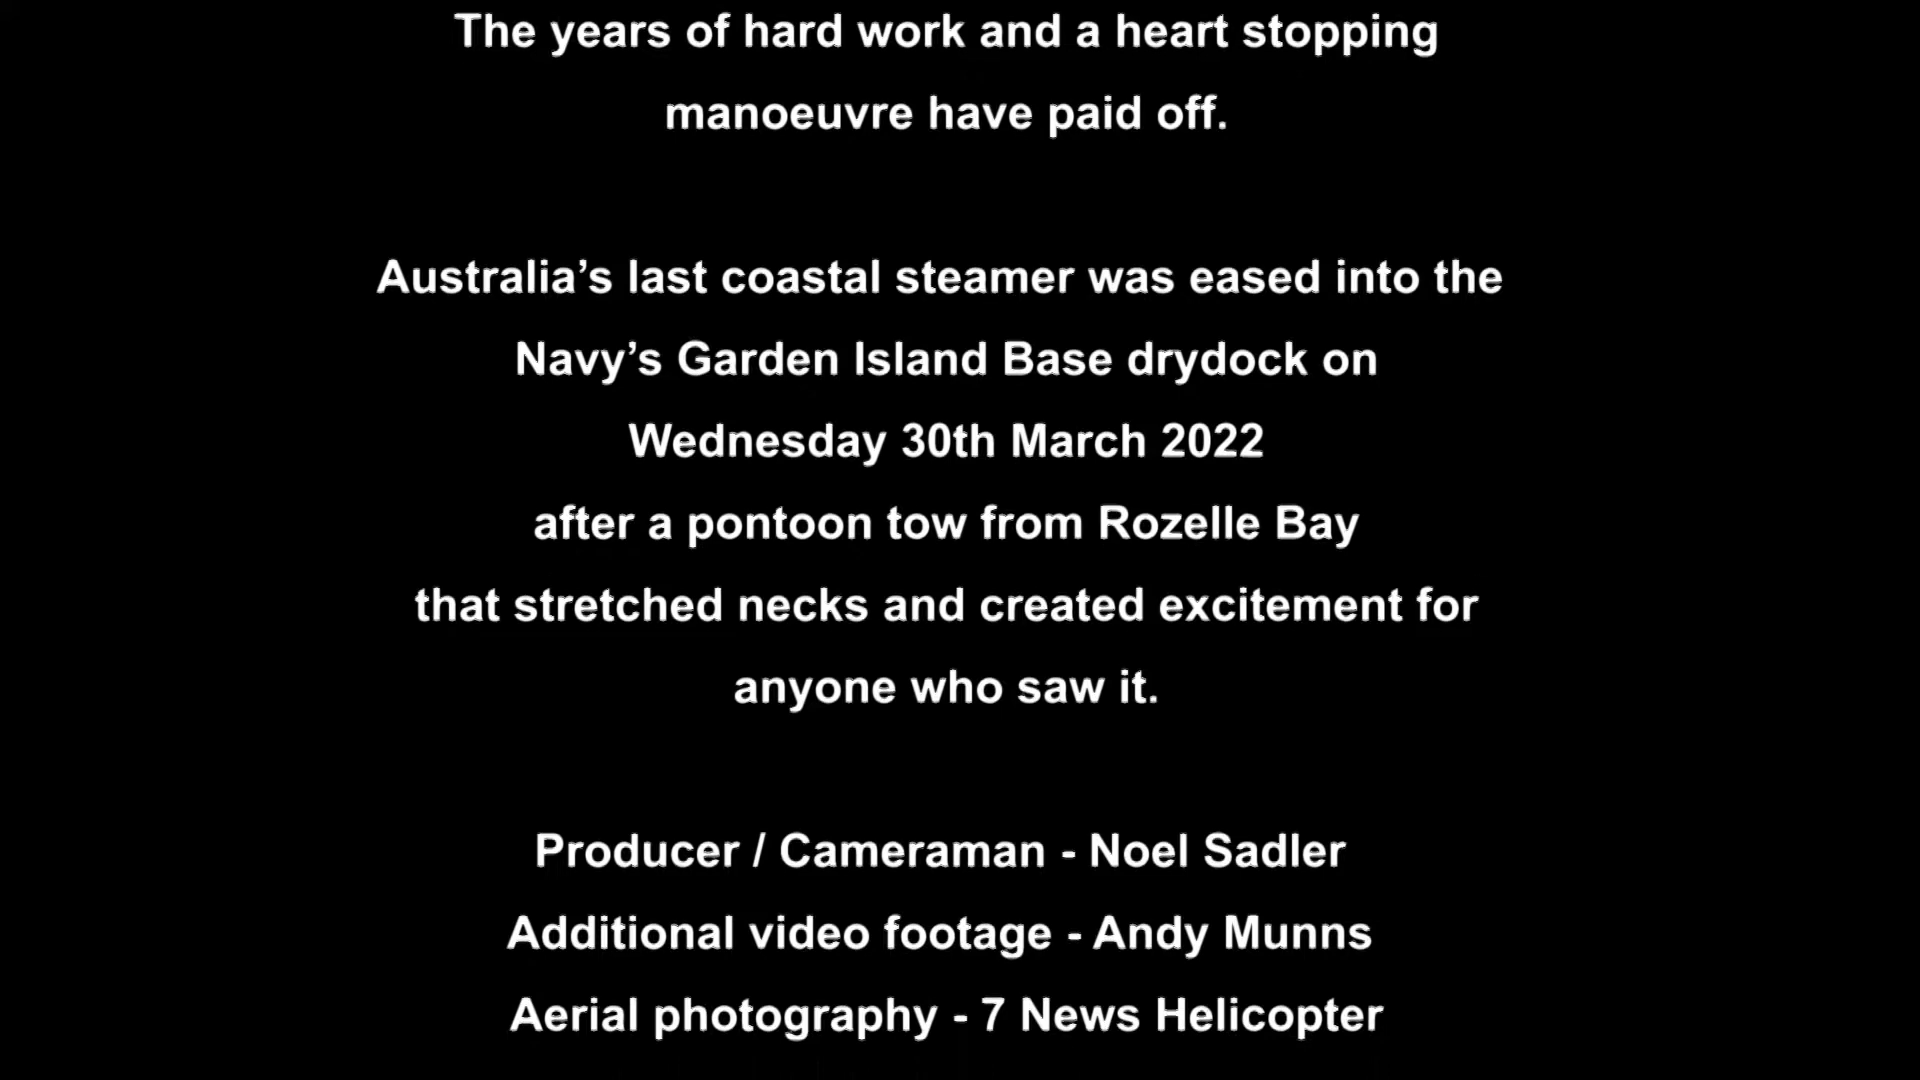 The years of hard work and a heart stopping
manoeuvre have paid off.
Australia’s last coastal steamer was eased into the
Navy’s Garden Island Base drydock on
Wednesday 30th March 2022
after a pontoon tow from Rozelle Bay
that stretched necks and created excitement for
anyone who saw it.
Producer / Cameraman - Noel Sadler
Additional video footage - Andy Munns
Aerial photography - 7 News Helicopter